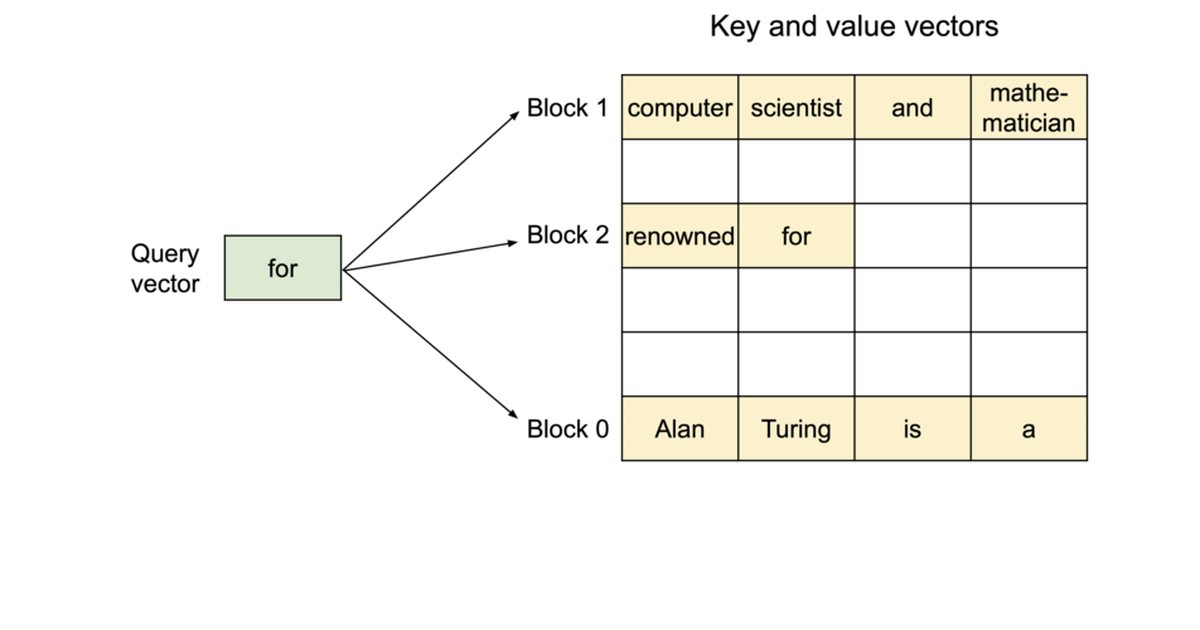 Key and value vectors
Block 1 computer scientist and mathe-
matician
Query
vector
for
Block 2 renowned for
Block 0 Alan Turing is a